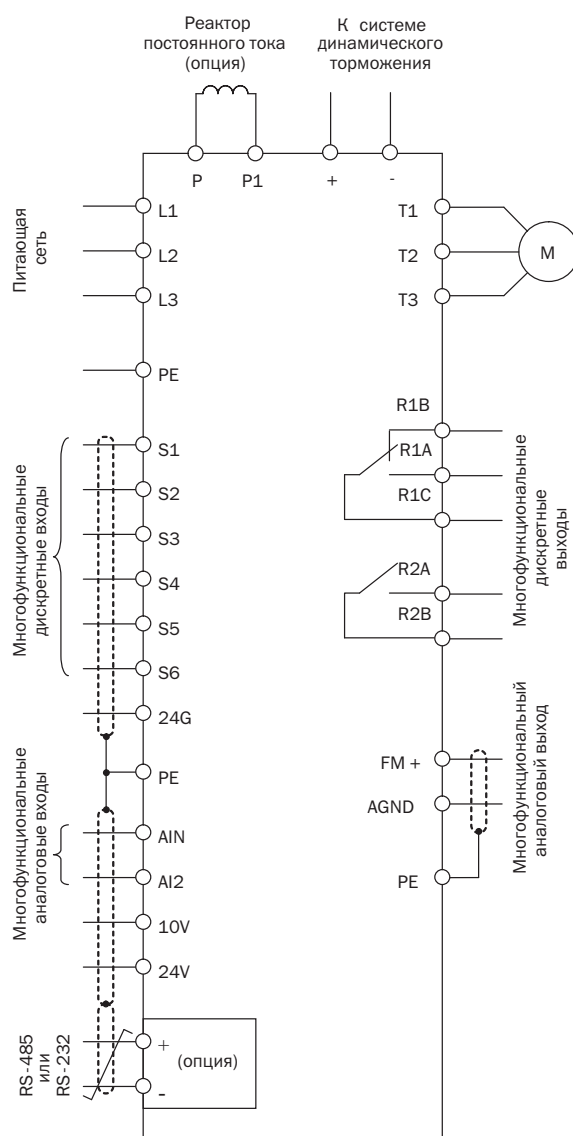 Реактор
постоянного тока
(опция)
К системе
динамического
торможения
P
P1
+
-
Питающая
сеть
L1
L2
L3
PE
T1
T2
T3
M
Многофункциональные
дискретные входы
S1
S2
S3
S4
S5
S6
24G
PE
R1B
R1A
R1C
R2A
R2B
Многофункциональные
дискретные
выходы
Многофункциональные
аналоговые входы
AIN
AI2
10V
24V
FM +
AGND
PE
Многофункциональный
аналоговый выход
RS-485
или
RS-232
+
(опция)
-